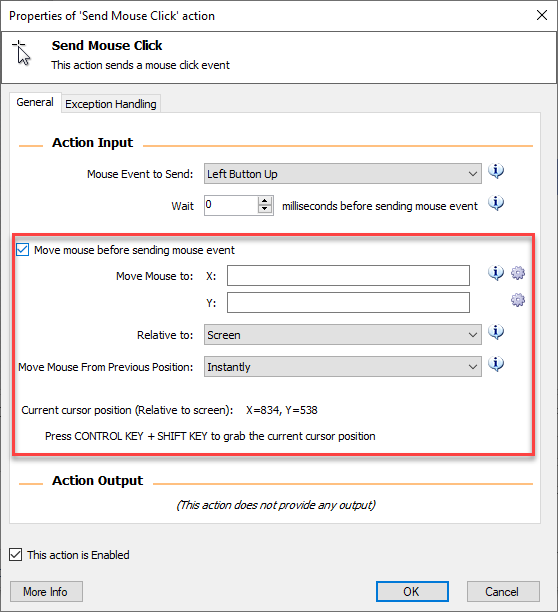 Properties of 'Send Mouse Click' action
Send Mouse Click
This action sends a mouse click event
General Exception Handling
Action Input
Mouse Event to Send: Left Button Up
Wait 0 milliseconds before sending mouse event
Move mouse before sending mouse event
Move Mouse to: X:
Y:
Relative to: Screen
Move Mouse From Previous Position: Instantly
Current cursor position (Relative to screen): X=834, Y=538
Press CONTROL KEY + SHIFT KEY to grab the current cursor position
Action Output
(This action does not provide any output)
This action is Enabled
More Info OK Cancel